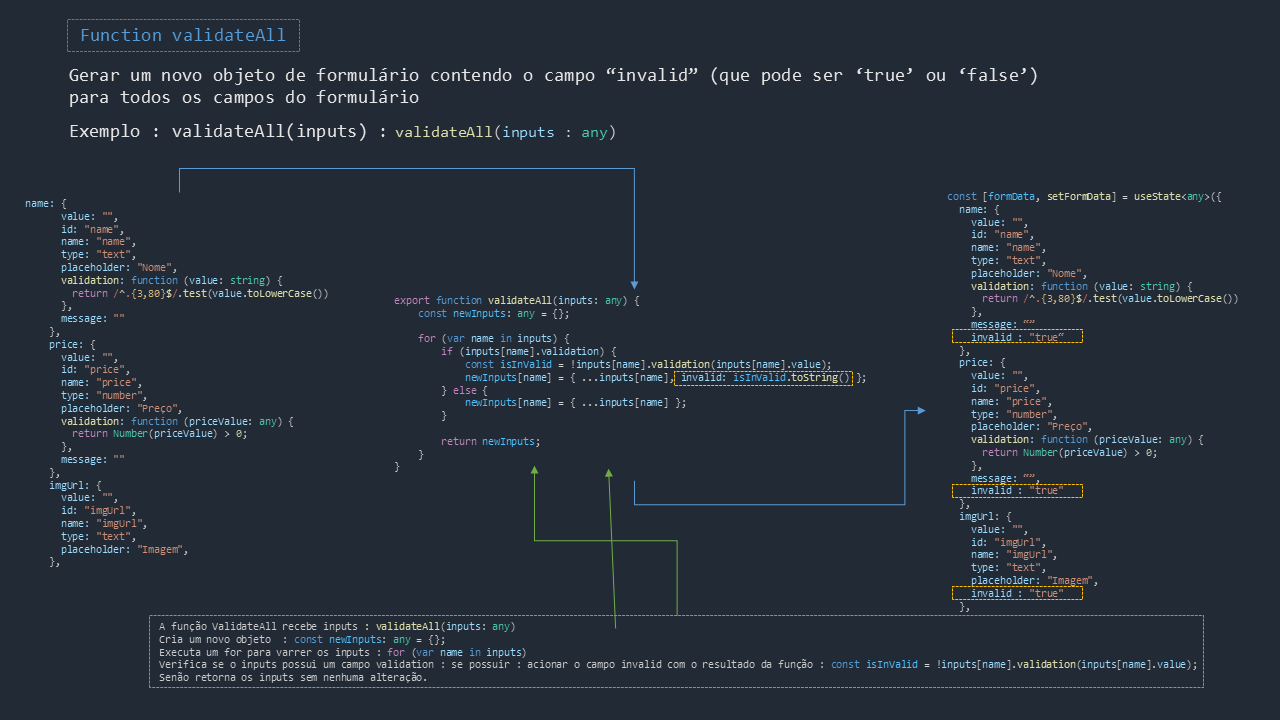 Function validateAll
Gerar um novo objeto de formulário contendo o campo “invalid” (que pode ser ‘true’ ou ‘false’)
para todos os campos do formulário
Exemplo : validateAll(inputs) : validateAll(inputs : any)
name: {
value: "",
id: "name",
name: "name",
type: "text",
placeholder: "Nome",
validation: function (value: string) {
return /^.{3,80}$/.test(value.toLowerCase())
},
message: ""
},
price: {
value: "",
id: "price",
name: "price",
type: "number",
placeholder: "Preço",
validation: function (priceValue: any) {
return Number(priceValue) > 0;
},
message: ""
},
imgUrl: {
value: "",
id: "imgUrl",
name: "imgUrl",
type: "text",
placeholder: "Imagem",
},
export function validateAll(inputs: any) {
const newInputs: any = {};
for (var name in inputs) {
if (inputs[name].validation) {
const isInValid = !inputs[name].validation(inputs[name].value);
newInputs[name] = { ...inputs[name], invalid: isInValid.toString() };
} else {
newInputs[name] = { ...inputs[name] };
}
return newInputs;
}
}
const [formData, setFormData] = useState<any>({
name: {
value: "",
id: "name",
name: "name",
type: "text",
placeholder: "Nome",
validation: function (value: string) {
return /^.{3,80}$/.test(value.toLowerCase())
},
message: “”
invalid : "true“
},
price: {
value: "",
id: "price",
name: "price",
type: "number",
placeholder: "Preço",
validation: function (priceValue: any) {
return Number(priceValue) > 0;
},
message: “”,
invalid : "true"
},
imgUrl: {
value: "",
id: "imgUrl",
name: "imgUrl",
type: "text",
placeholder: "Imagem",
invalid : "true"
},
A função ValidateAll recebe inputs : validateAll(inputs: any)
Cria um novo objeto : const newInputs: any = {};
Executa um for para varrer os inputs : for (var name in inputs)
Verifica se o inputs possui um campo validation : se possuir : acionar o campo invalid com o resultado da função : const isInValid = !inputs[name].validation(inputs[name].value);
Senão retorna os inputs sem nenhuma alteração.